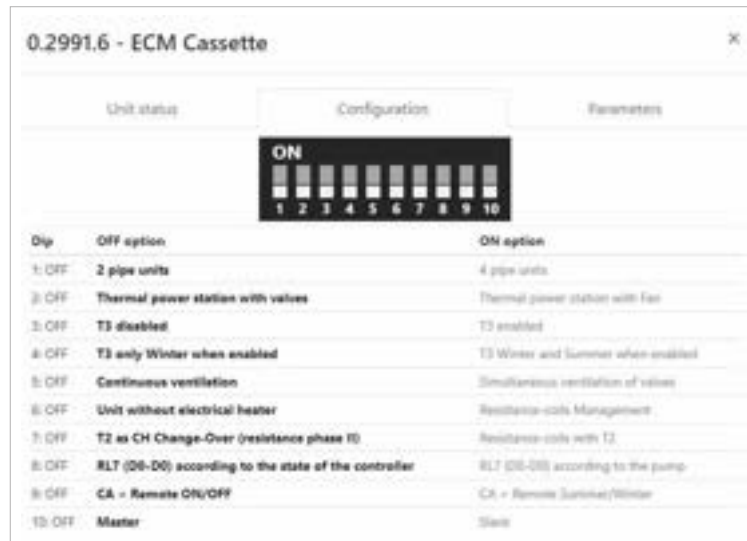 0.2991.6 - ECM Cassette ×
Unit status Configuration Parameters
ON
1 2 3 4 5 6 7 8 9 10
Dip OFF option ON option
1: OFF 2 pipe units 4 pipe units
2: OFF Thermal power station with valves Thermal power station with Fan
3: OFF T3 disabled T3 enabled
4: OFF T3 only Winter when enabled T3 Winter and Summer when enabled
5: OFF Continuous ventilation Simultaneous ventilation of valves
6: OFF Unit without electrical heater Resistance-coils Management
7: OFF T2 as CH Change-Over (resistance phase II) Resistance-coils with T2
8: OFF RL7 (D0-D0) according to the state of the controller RL7 (D0-D0) according to the pump
9: OFF CA = Remote ON/OFF CA = Remote Summer/Winter
10: OFF Master Slave